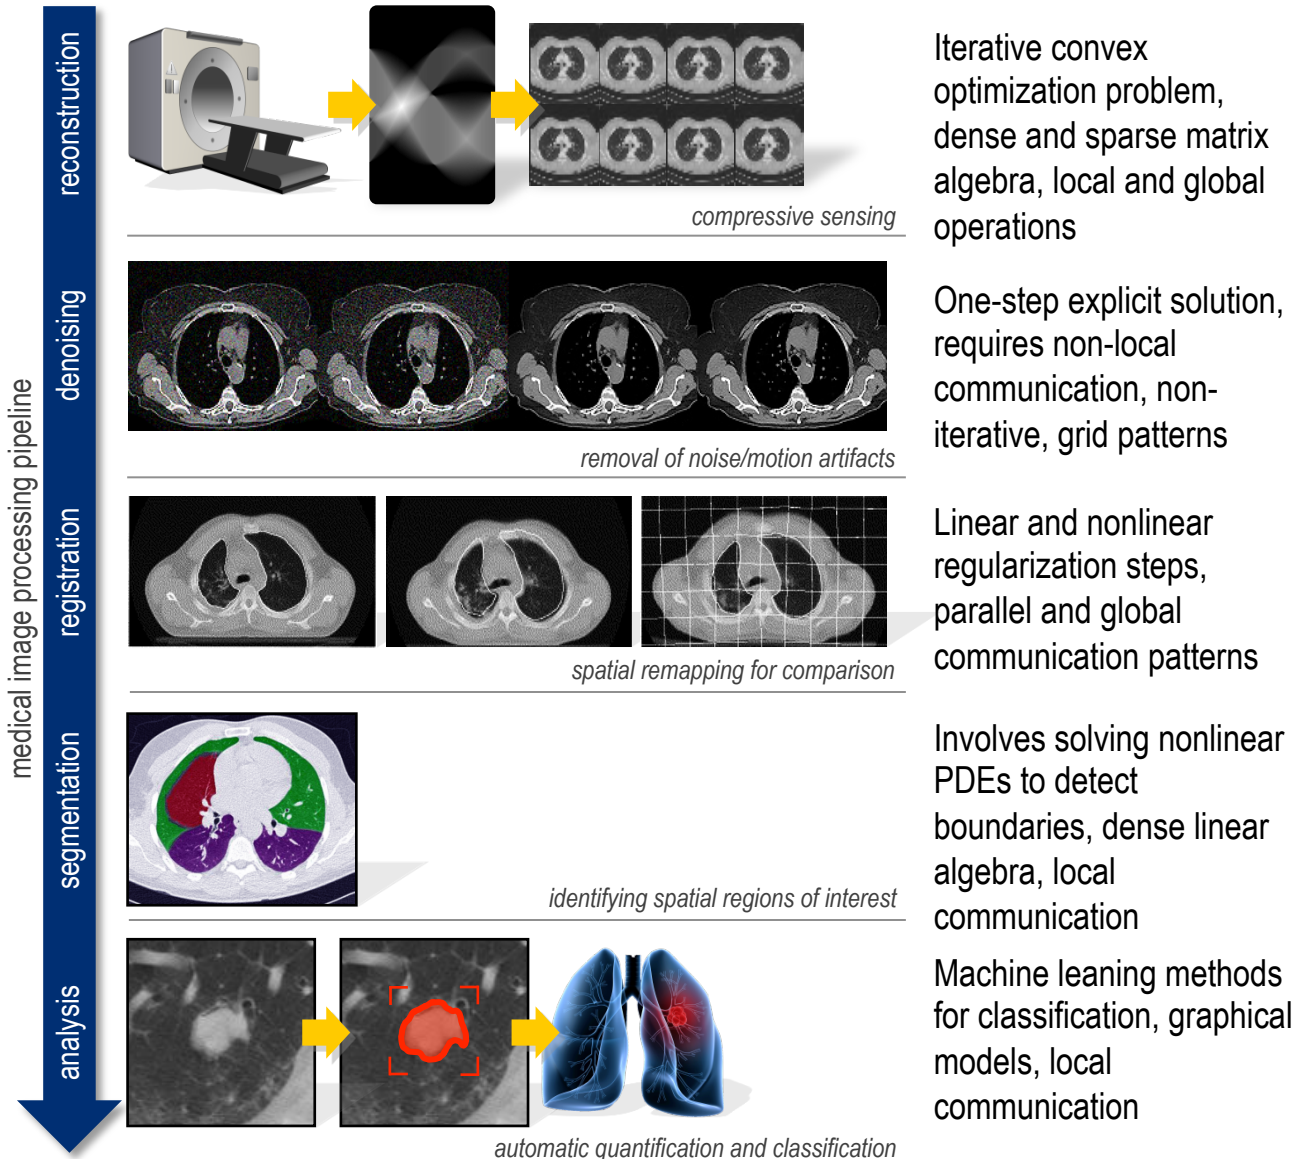 medical image processing pipeline
reconstruction
Iterative convex
optimization problem,
dense and sparse matrix
algebra, local and global
operations
compressive sensing
denoising
One-step explicit solution,
requires non-local
communication, non-
iterative, grid patterns
removal of noise/motion artifacts
registration
Linear and nonlinear
regularization steps,
parallel and global
communication patterns
spatial remapping for comparison
segmentation
Involves solving nonlinear
PDEs to detect
boundaries, dense linear
algebra, local
communication
identifying spatial regions of interest
analysis
Machine leaning methods
for classification, graphical
models, local
communication
automatic quantification and classification